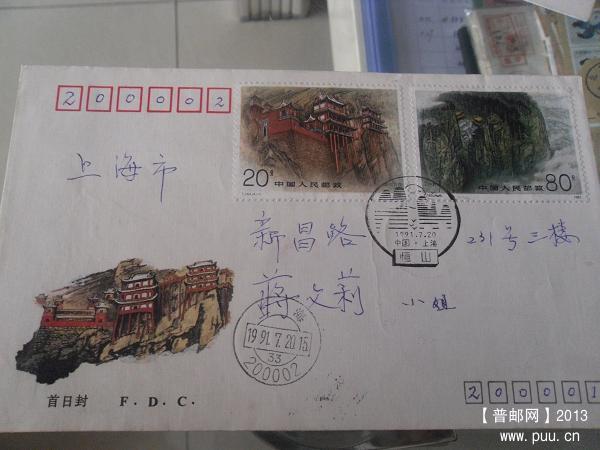 200002
20分
中国人民邮政
80分
中国人民邮政
上海市
1991.7.20
中国·上海
恒山
新昌路 231号三楼
蒋文莉 小姐
1991.7.20.15
33
200002
首日封 F.D.C.
200001
【普邮网】2013
www.puu.cn